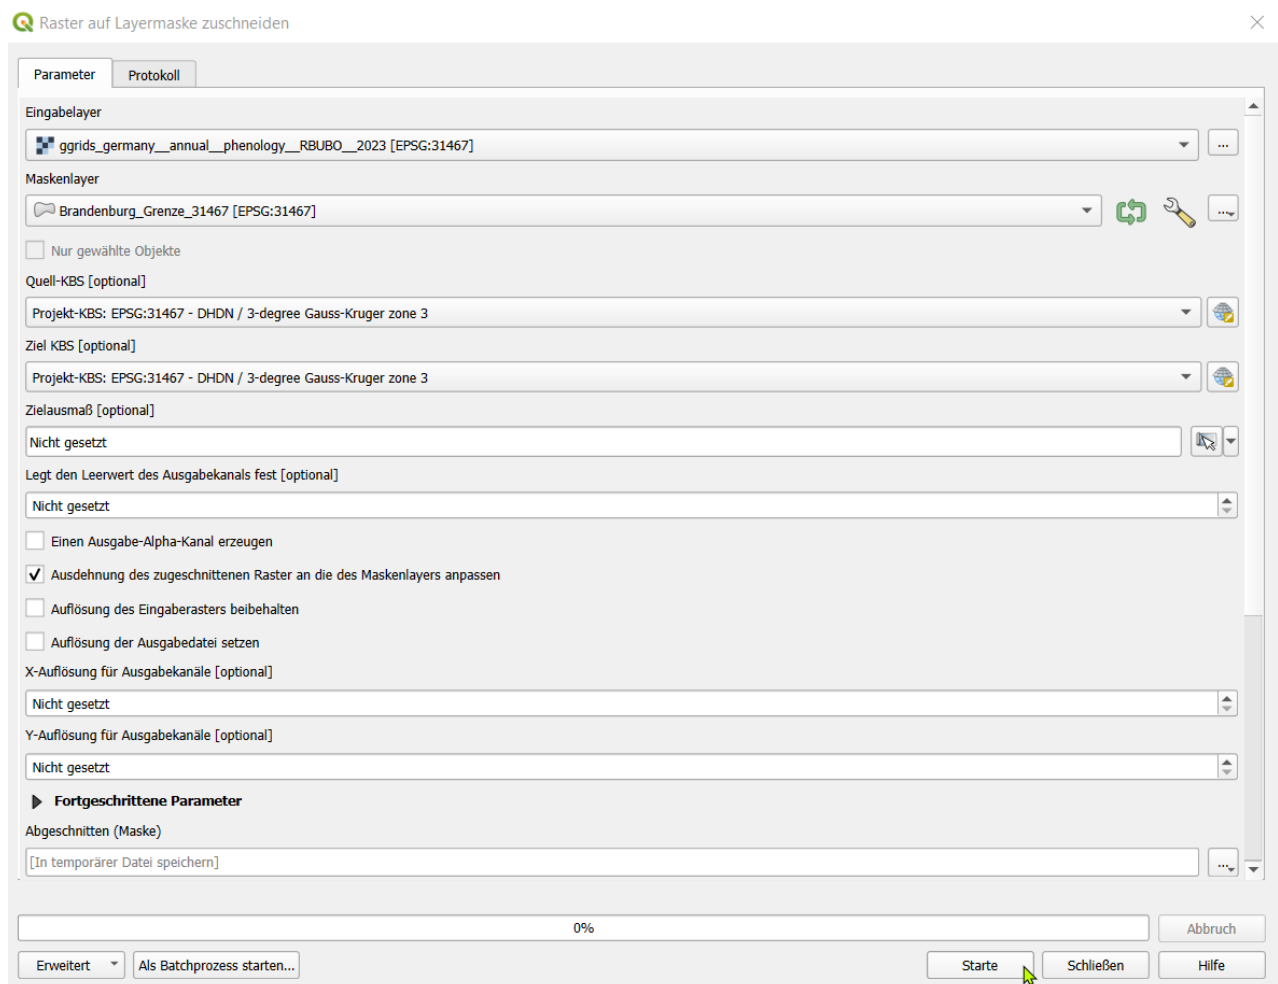 Raster auf Layermaske zuschneiden
Parameter
Protokoll
Eingabelayer
ggrids_germany__annual__phenology__RBUBO__2023 [EPSG:31467]
...
Maskenlayer
Brandenburg_Grenze_31467 [EPSG:31467]
...
Nur gewählte Objekte
Quell-KBS [optional]
Projekt-KBS: EPSG:31467 - DHDN / 3-degree Gauss-Kruger zone 3
Ziel KBS [optional]
Projekt-KBS: EPSG:31467 - DHDN / 3-degree Gauss-Kruger zone 3
Zielausmaß [optional]
Nicht gesetzt
Legt den Leerwert des Ausgabekanals fest [optional]
Nicht gesetzt
Einen Ausgabe-Alpha-Kanal erzeugen
Ausdehnung des zugeschnittenen Raster an die des Maskenlayers anpassen
Auflösung des Eingaberasters beibehalten
Auflösung der Ausgabedatei setzen
X-Auflösung für Ausgabekanäle [optional]
Nicht gesetzt
Y-Auflösung für Ausgabekanäle [optional]
Nicht gesetzt
Fortgeschrittene Parameter
Abgeschnitten (Maske)
[In temporärer Datei speichern]
...
0%
Abbruch
Erweitert
Als Batchprozess starten...
Starte
Schließen
Hilfe